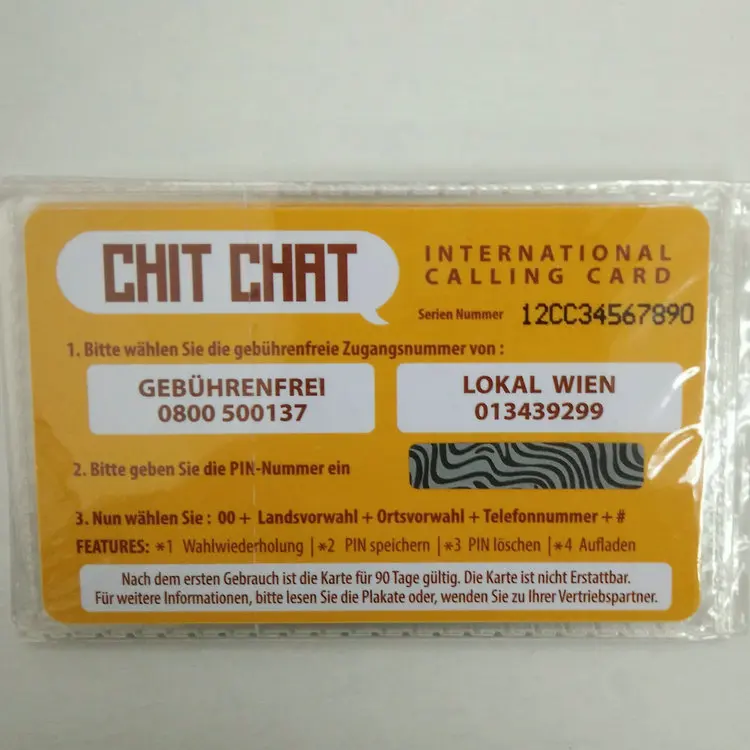 CHIT CHAT
INTERNATIONAL
CALLING CARD
Serien Nummer 12CC34567890
1. Bitte wählen Sie die gebührenfreie Zugangsnummer von :
GEBÜHRENFREI
0800 500137
LOKAL WIEN
013439299
2. Bitte geben Sie die PIN-Nummer ein
3. Nun wählen Sie : 00 + Landsvorwahl + Ortsvorwahl + Telefonnummer + #
FEATURES: *1 Wahlwiederholung | *2 PIN speichern | *3 PIN löschen | *4 Aufladen
Nach dem ersten Gebrauch ist die Karte für 90 Tage gültig. Die Karte ist nicht Erstattbar.
Für weitere Informationen, bitte lesen Sie die Plakate oder, wenden Sie zu Ihrer Vertriebspartner.